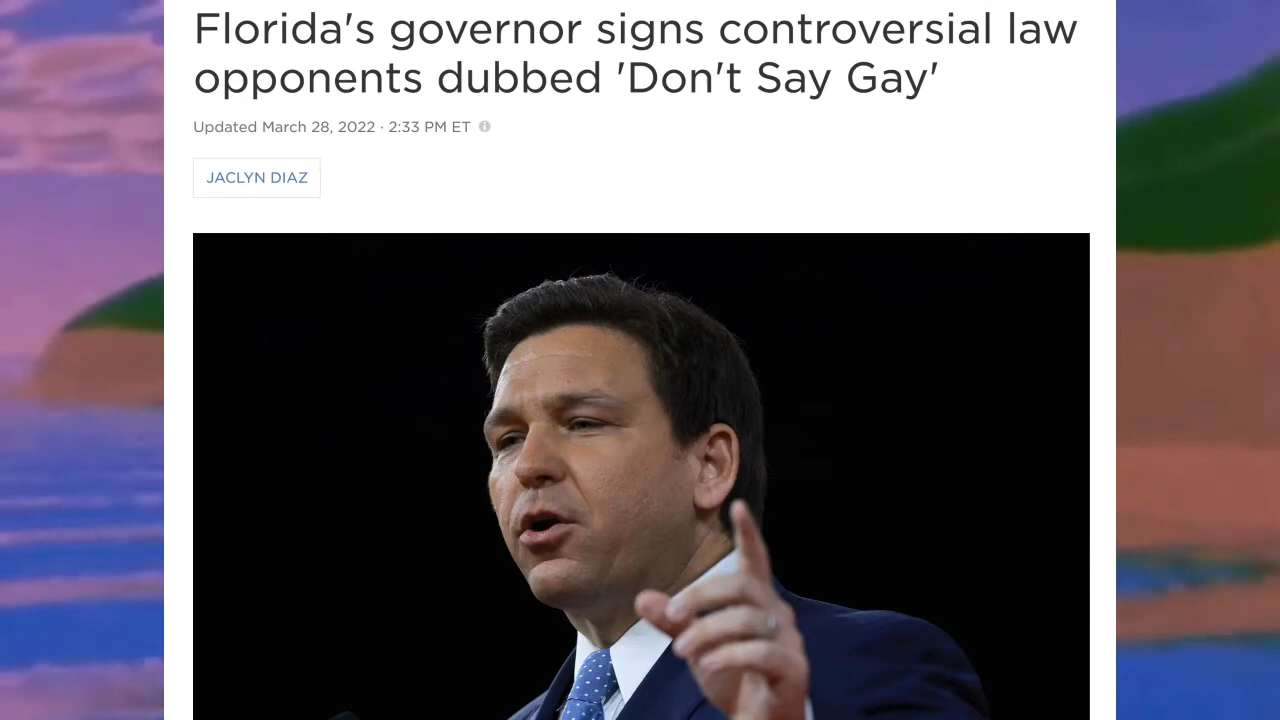 Florida's governor signs controversial law
opponents dubbed 'Don't Say Gay'
Updated March 28, 2022 · 2:33 PM ET
JACLYN DIAZ